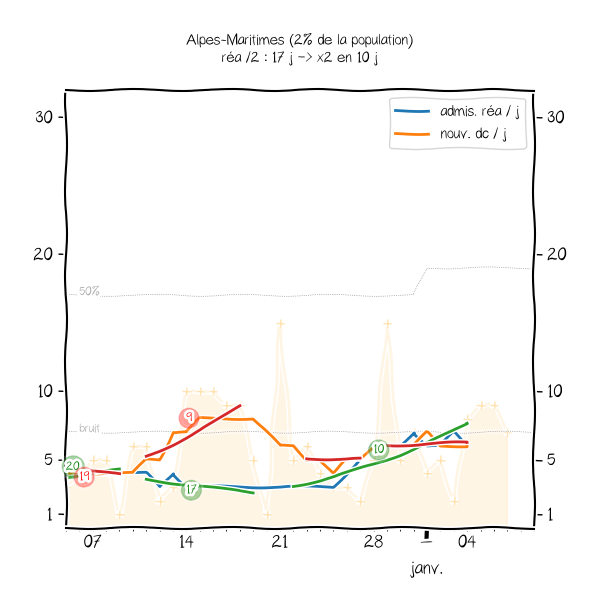 Alpes-Maritimes (2% de la population)
réa /2 : 17 j -> x2 en 10 j
admis. réa / j
nouv. dc / j
30 30
20 20
50%
10 10
9
bruit
10
5 5
20
19
17
1 1
07 14 21 28 1 04
janv.